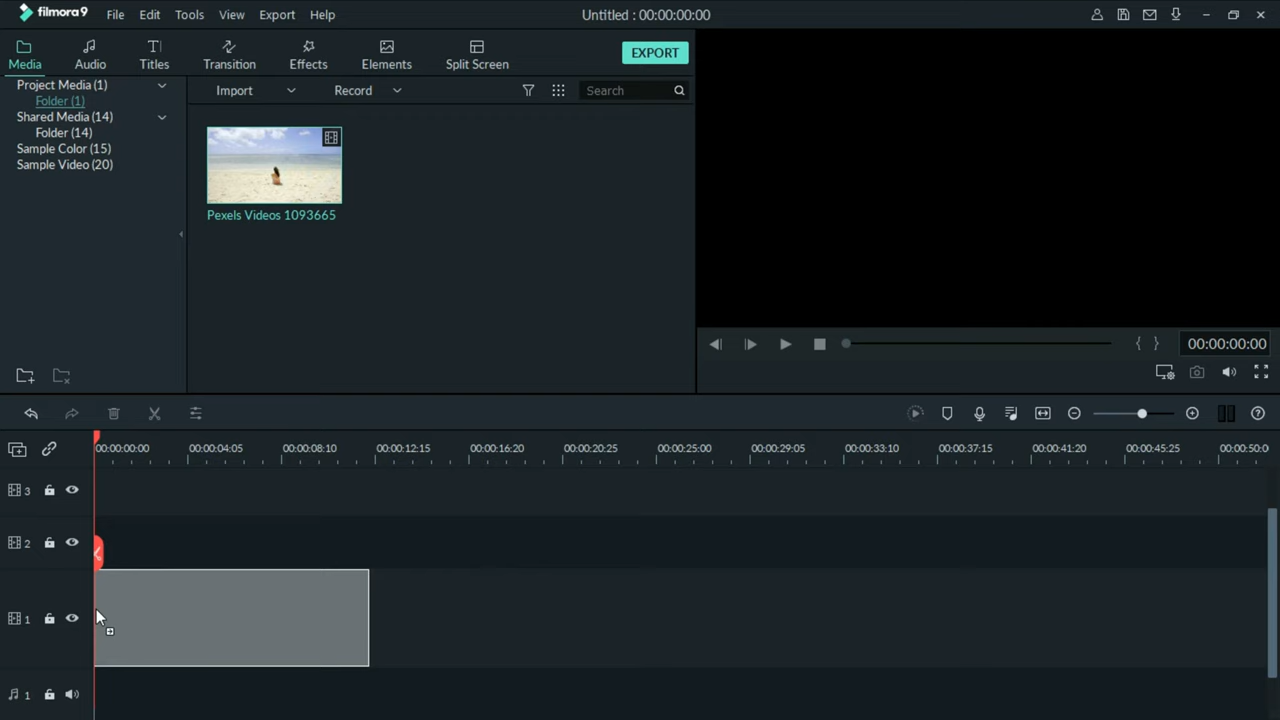 filmora9 File Edit Tools View Export Help Untitled : 00:00:00:00
Media Audio Titles Transition Effects Elements Split Screen EXPORT
Project Media (1)
Folder (1)
Shared Media (14)
Folder (14)
Sample Color (15)
Sample Video (20)
Import Record Search
Pexels Videos 1093665
{ } 00:00:00:00
00:00:00:00 00:00:04:05 00:00:08:10 00:00:12:15 00:00:16:20 00:00:20:25 00:00:25:00 00:00:29:05 00:00:33:10 00:00:37:15 00:00:41:20 00:00:45:25 00:00:50:0
3
2
1
1